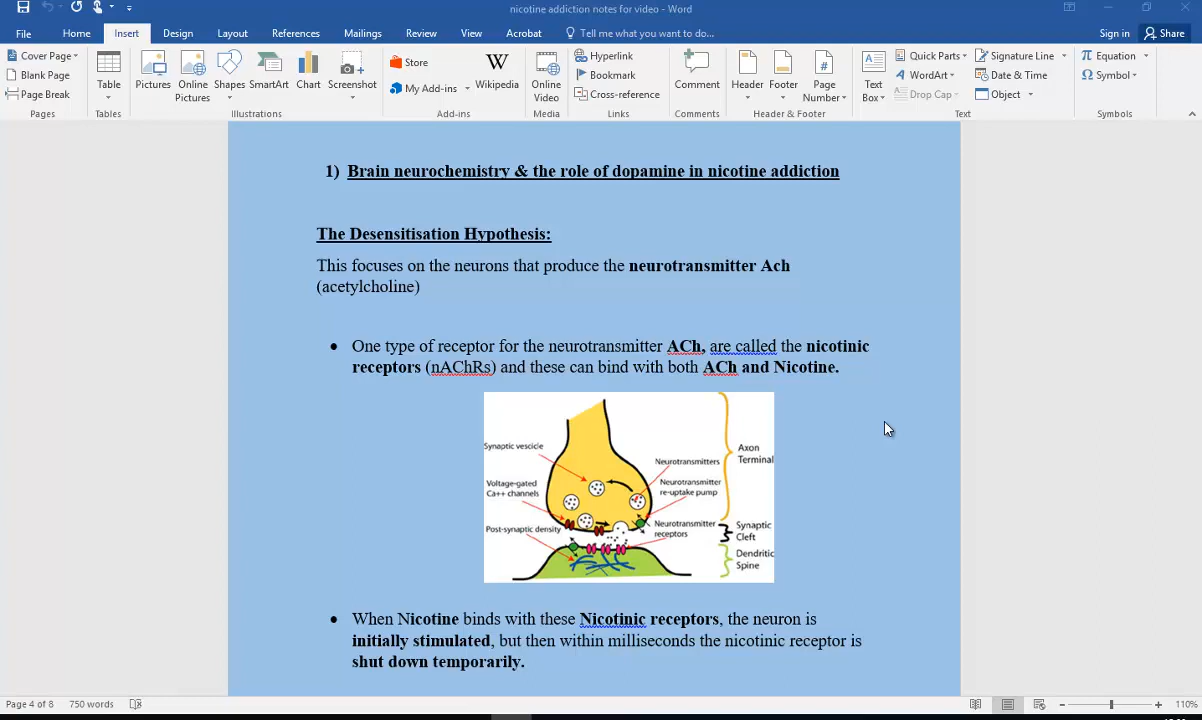 nicotine addiction notes for video - Word
File Home Insert Design Layout References Mailings Review View Acrobat Tell me what you want to do... Sign in Share
Cover Page
Blank Page
Page Break
Pages
Table
Tables
Pictures
Online
Pictures
Shapes
SmartArt
Chart
Screenshot
Illustrations
Store
My Add-ins
Wikipedia
Add-ins
Online
Video
Media
Hyperlink
Bookmark
Cross-reference
Links
Comment
Comments
Header
Footer
Page
Number
Header & Footer
Text
Box
Quick Parts
WordArt
Drop Cap
Signature Line
Date & Time
Object
Text
Equation
Symbol
Symbols
1) Brain neurochemistry & the role of dopamine in nicotine addiction
The Desensitisation Hypothesis:
This focuses on the neurons that produce the neurotransmitter Ach
(acetylcholine)
• One type of receptor for the neurotransmitter ACh, are called the nicotinic
receptors (nAChRs) and these can bind with both ACh and Nicotine.
Synaptic vesicle
Voltage-gated
Ca++ channels
Post-synaptic density
Neurotransmitters
Neurotransmitter
re-uptake pump
Neurotransmitter
receptors
Axon
Terminal
Synaptic
Cleft
Dendritic
Spine
• When Nicotine binds with these Nicotinic receptors, the neuron is
initially stimulated, but then within milliseconds the nicotinic receptor is
shut down temporarily.
Page 4 of 8 750 words 110%